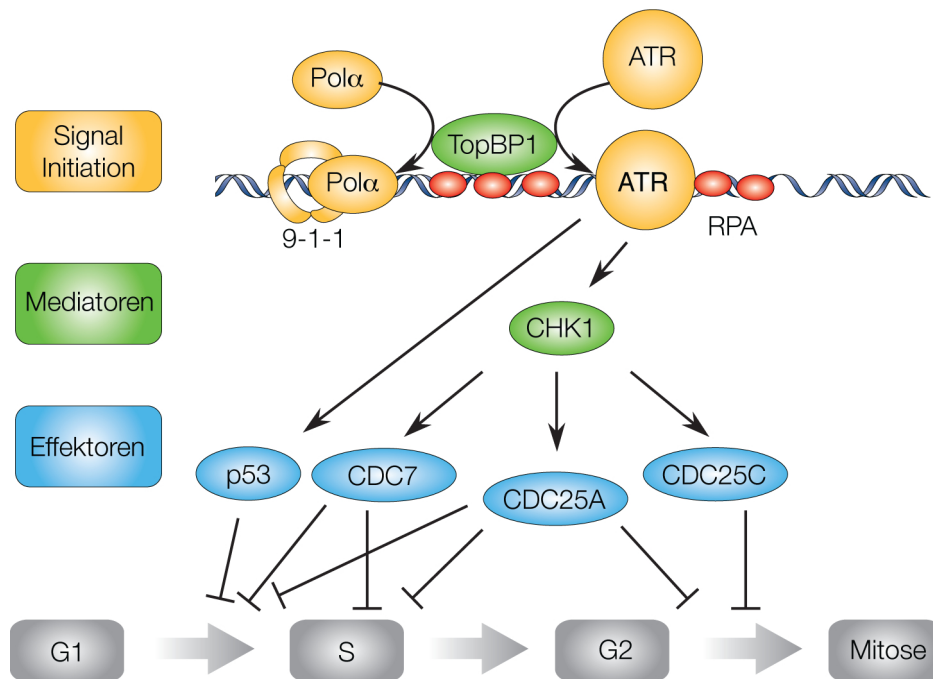 Polα
ATR
Signal
Initiation
TopBP1
Polα
ATR
9-1-1
RPA
Mediatoren
CHK1
Effektoren
p53
CDC7
CDC25A
CDC25C
G1
S
G2
Mitose